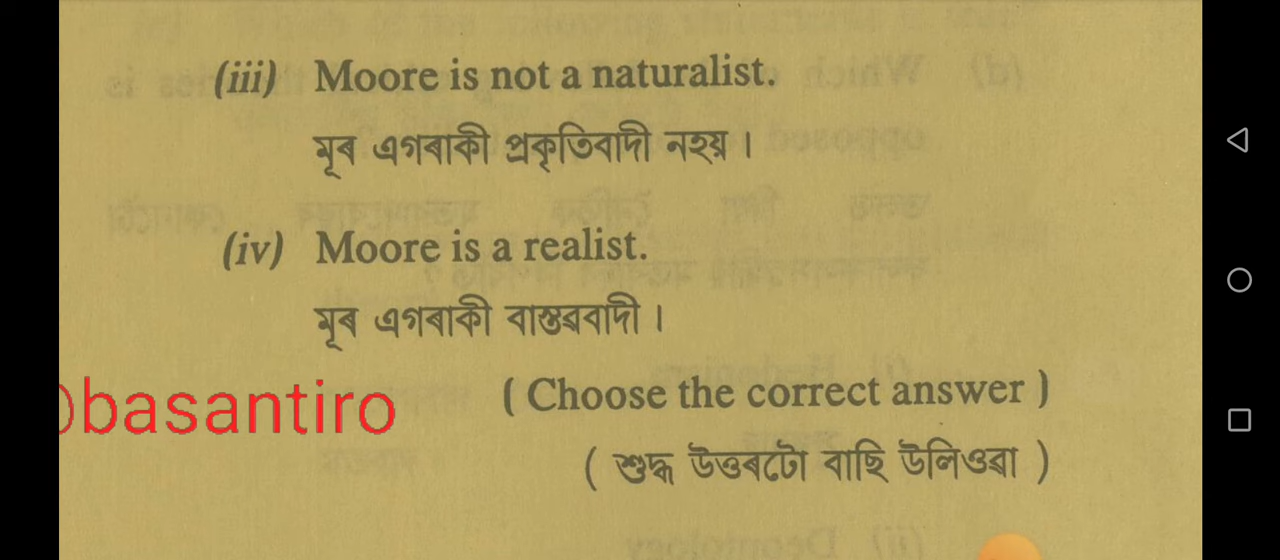 (iii) Moore is not a naturalist.
মূৰ এগৰাকী প্ৰকৃতিবাদী নহয়।
(iv) Moore is a realist.
মূৰ এগৰাকী বাস্তৱবাদী।
)basantiro
( Choose the correct answer )
( শুদ্ধ উত্তৰটো বাছি উলিওৱা )